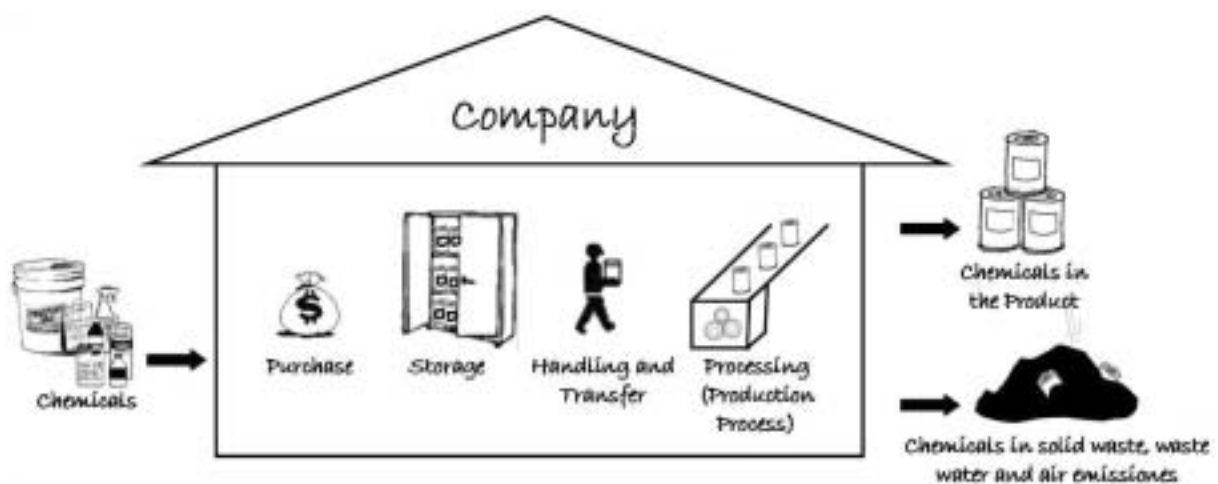 Company
Chemicals
$
Purchase
Storage
Handling and
Transfer
Processing
(Production
Process)
Chemicals in
the Product
Chemicals in solid waste, waste
water and air emissiones